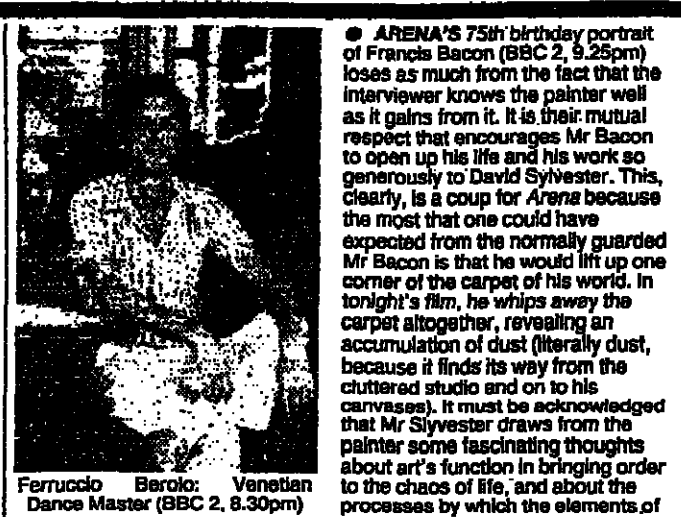 Ferruccio Berolo: Venetian
Dance Master (BBC 2, 8.30pm)
● ARENA'S 75th birthday portrait
of Francis Bacon (BBC 2, 9.25pm)
loses as much from the fact that the
interviewer knows the painter well
as it gains from it. It is their mutual
respect that encourages Mr Bacon
to open up his life and his work so
generously to David Sylvester. This,
clearly, is a coup for Arena because
the most that one could have
expected from the normally guarded
Mr Bacon is that he would lift up one
corner of the carpet of his world. In
tonight's film, he whips away the
carpet altogether, revealing an
accumulation of dust (literally dust,
because it finds its way from the
cluttered studio and on to his
canvases). It must be acknowledged
that Mr Slyvester draws from the
painter some fascinating thoughts
about art's function in bringing order
to the chaos of life, and about the
processes by which the elements of